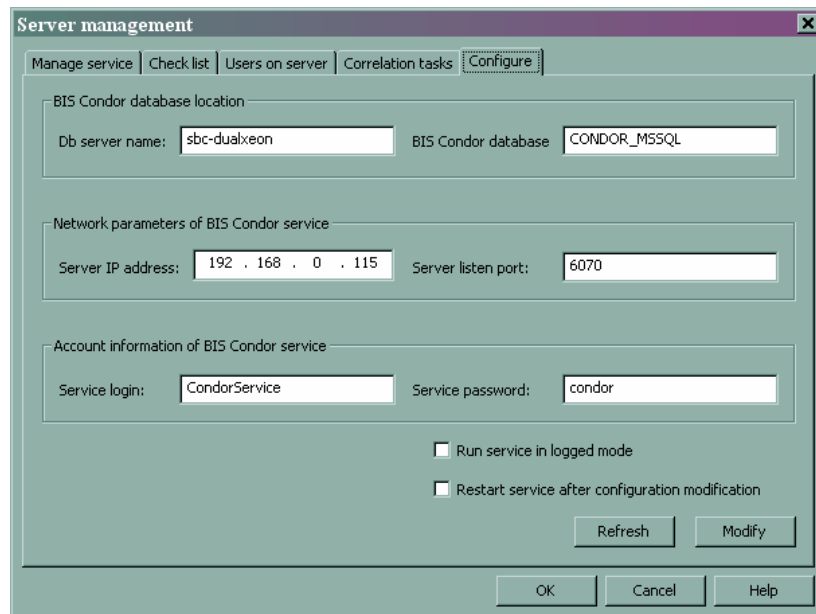 Server management
Manage service Check list Users on server Correlation tasks Configure
BIS Condor database location
Db server name: sbc-dualxeon BIS Condor database CONDOR_MSSQL
Network parameters of BIS Condor service
Server IP address: 192 . 168 . 0 . 115 Server listen port: 6070
Account information of BIS Condor service
Service login: CondorService Service password: condor
Run service in logged mode
Restart service after configuration modification
Refresh Modify
OK Cancel Help